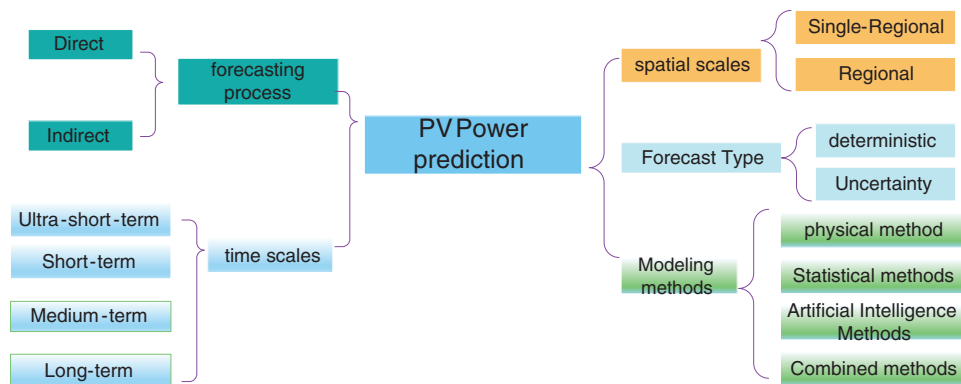 Direct
Indirect
forecasting
process
Ultra-short-term
Short-term
Medium-term
Long-term
time scales
PV Power
prediction
spatial scales
Single-Regional
Regional
Forecast Type
deterministic
Uncertainty
Modeling
methods
physical method
Statistical methods
Artificial Intelligence
Methods
Combined methods